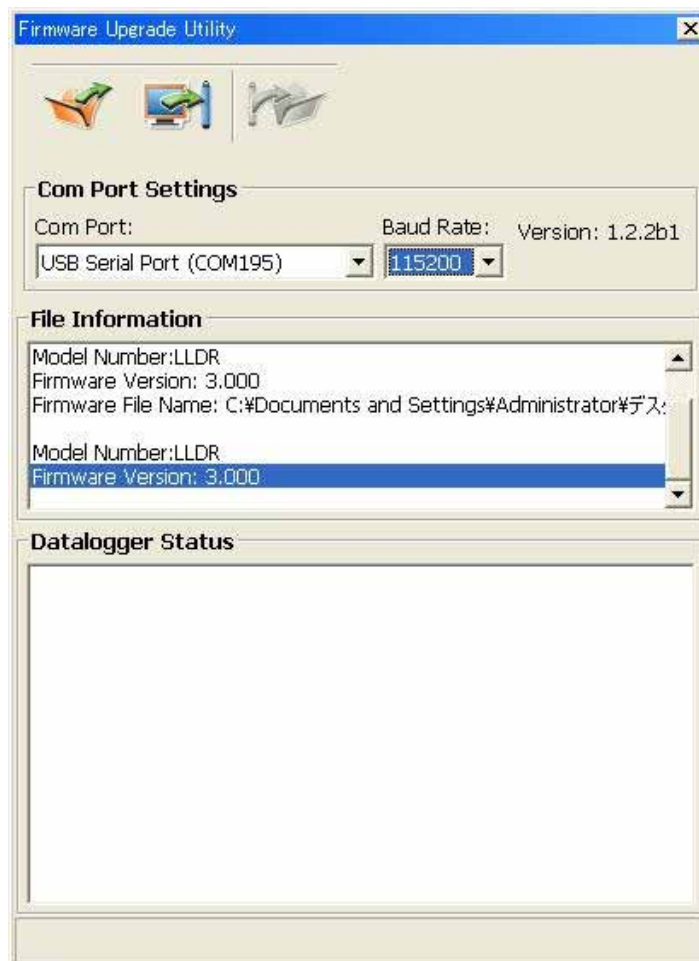 Firmware Upgrade Utility
Com Port Settings
Com Port:
Baud Rate:
Version: 1.2.2b1
USB Serial Port (COM195)
115200
File Information
Model Number:LLDR
Firmware Version: 3.000
Firmware File Name: C:¥Documents and Settings¥Administrator¥デス
Model Number:LLDR
Firmware Version: 3.000
Datalogger Status